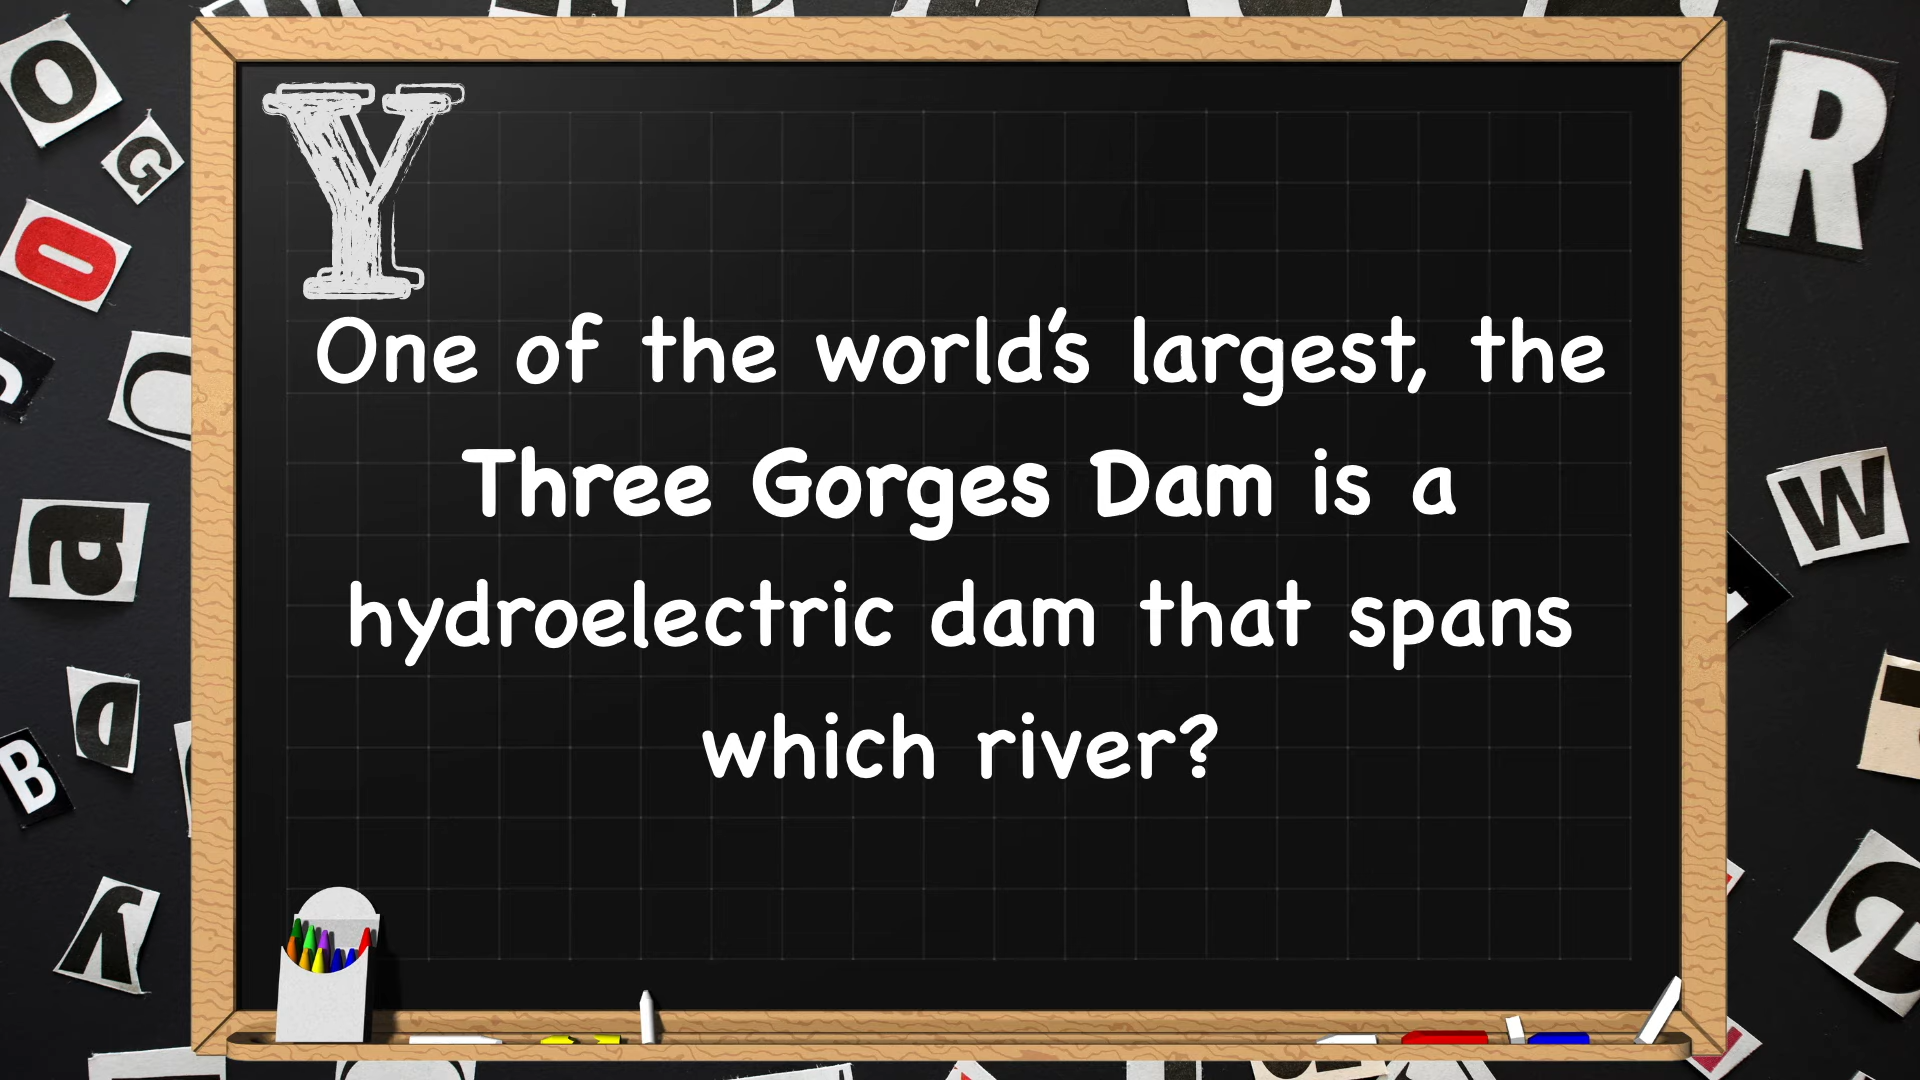 Y
One of the world's largest, the
Three Gorges Dam is a
hydroelectric dam that spans
which river?
O
G
O
a
B
R
W